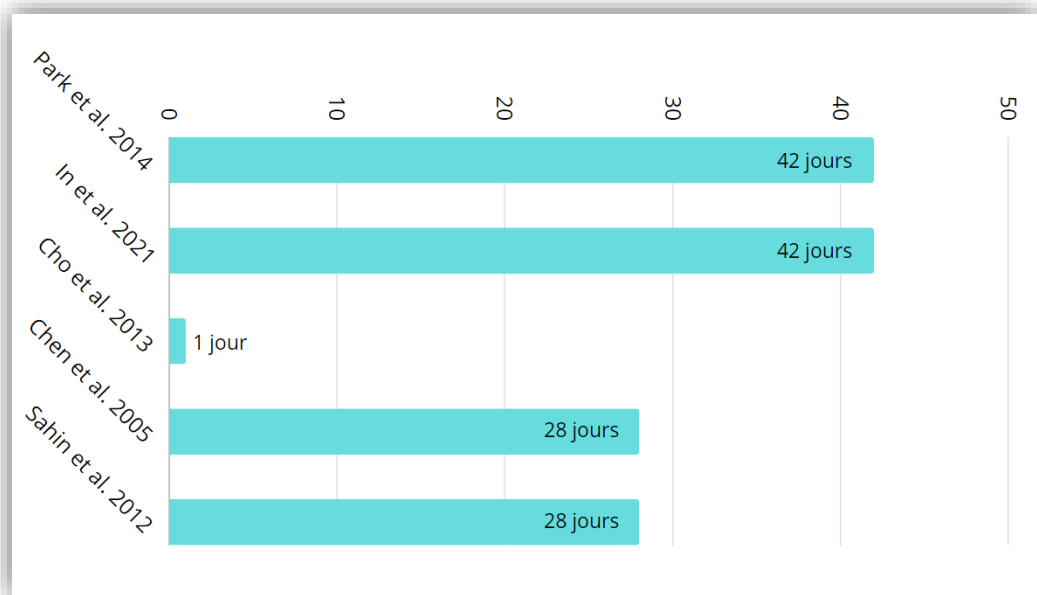 0
10
20
30
40
50
Park et al. 2014
42 jours
In et al. 2021
42 jours
Cho et al. 2013
1 jour
Chen et al. 2005
28 jours
Sahin et al. 2012
28 jours